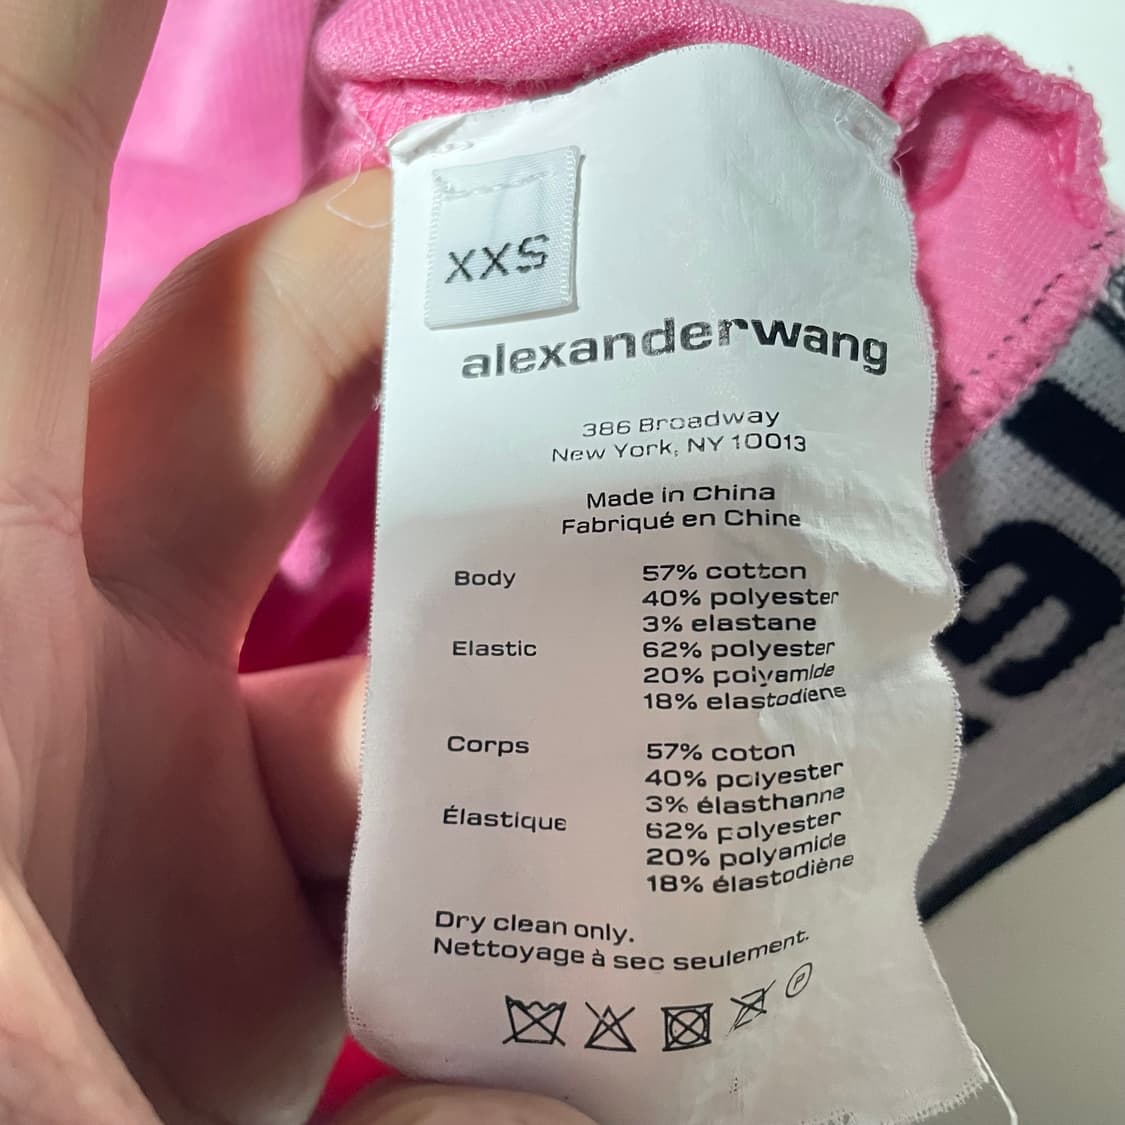 XXS
alexanderwang
386 Broadway
New York, NY 10013
Made in China
Fabriqué en Chine
Body 57% cotton
40% polyester
3% elastane
Elastic 62% polyester
20% polyamide
18% elastodiene
Corps 57% coton
40% polyester
3% élasthanne
Élastique 62% polyester
20% polyamide
18% élastodiène
Dry clean only.
Nettoyage à sec seulement.
P